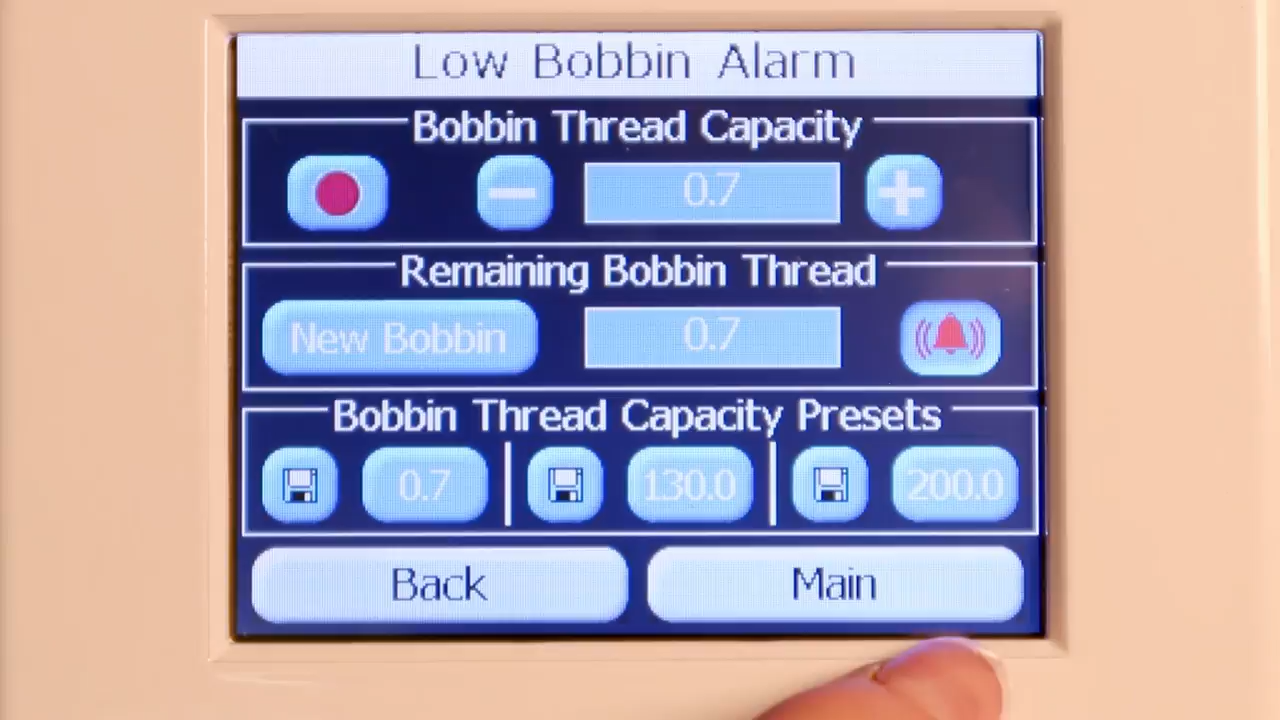 Low Bobbin Alarm
Bobbin Thread Capacity
0.7
Remaining Bobbin Thread
New Bobbin 0.7
Bobbin Thread Capacity Presets
0.7 130.0 200.0
Back Main